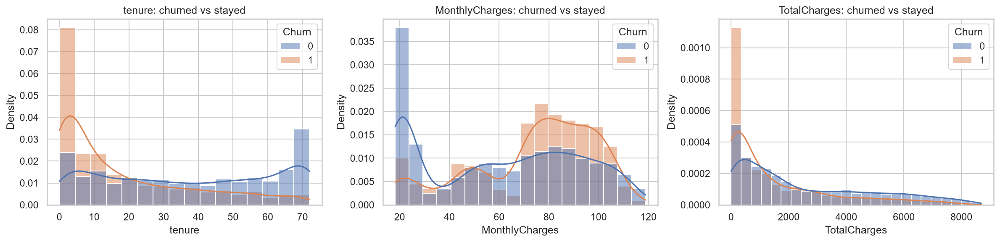 tenure: churned vs stayed
Churn
0
1
0.08
0.07
0.06
0.05
0.04
0.03
0.02
0.01
0.00
Density
0 10 20 30 40 50 60 70
tenure
MonthlyCharges: churned vs stayed
Churn
0
1
0.035
0.030
0.025
0.020
0.015
0.010
0.005
0.000
Density
20 40 60 80 100 120
MonthlyCharges
TotalCharges: churned vs stayed
Churn
0
1
0.0010
0.0008
0.0006
0.0004
0.0002
0.0000
Density
0 2000 4000 6000 8000
TotalCharges